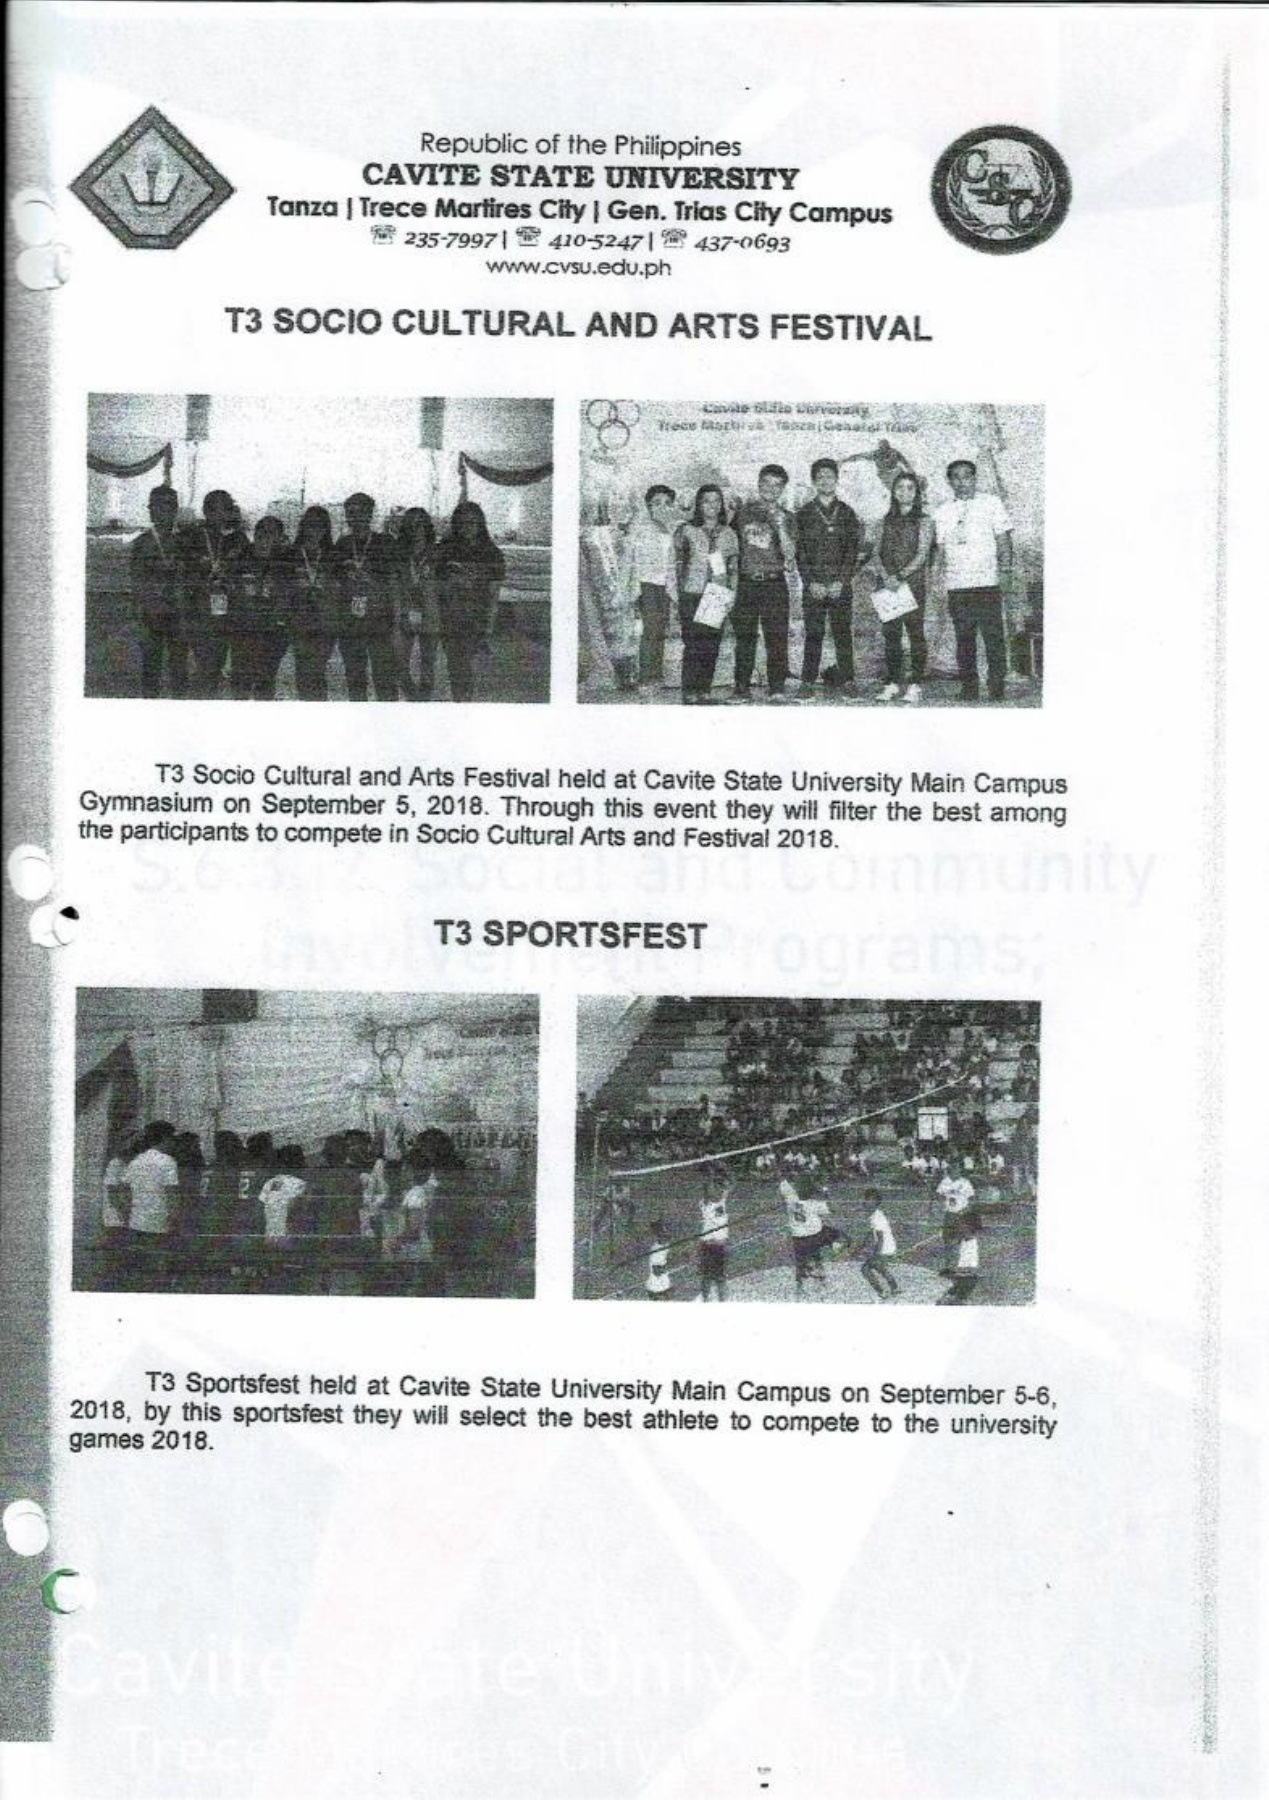 Republic of the Philippines
CAVITE STATE UNIVERSITY
Tanza | Trece Martires City | Gen. Trias City Campus
☏ 235-7997 | ☏ 410-5247 | ☏ 437-0693
www.cvsu.edu.ph
CSC
T3 SOCIO CULTURAL AND ARTS FESTIVAL
Cavite State University
Trece Martires Tanza | General Trias
T3 Socio Cultural and Arts Festival held at Cavite State University Main Campus
Gymnasium on September 5, 2018. Through this event they will filter the best among
the participants to compete in Socio Cultural Arts and Festival 2018.
5.6.3.12. Social and Community
Involvement Programs;
T3 SPORTSFEST
2
T3 Sportsfest held at Cavite State University Main Campus on September 5-6,
2018, by this sportsfest they will select the best athlete to compete to the university
games 2018.
Cavite State University
Trece Martires City Campus